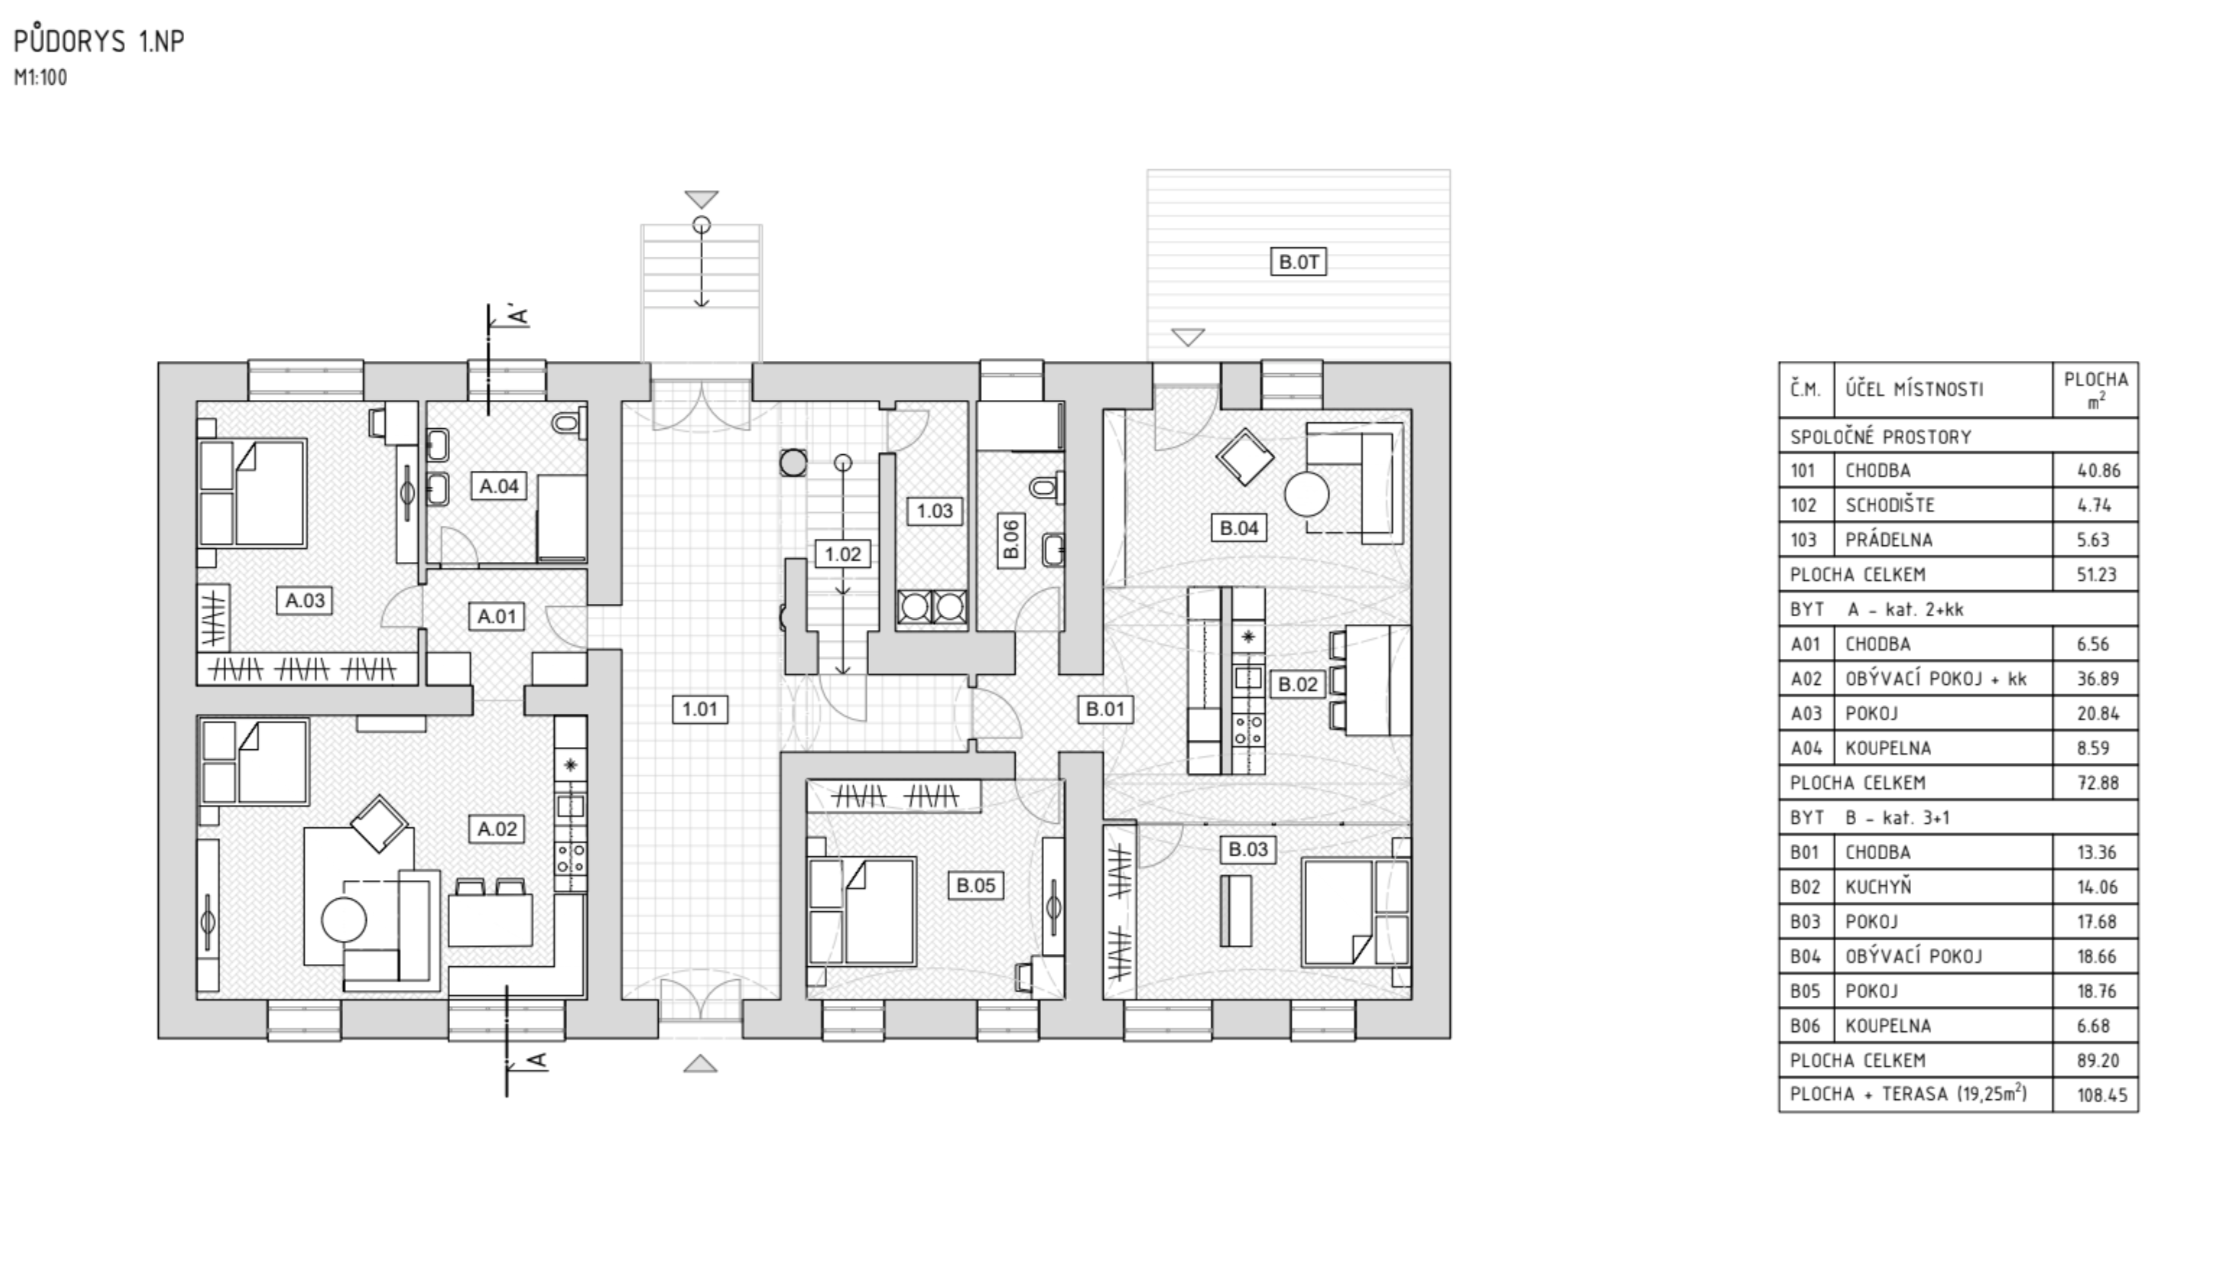 PŮDORYS 1.NP
M1:100
B.0T
A'
A.04
1.03
B.06
B.04
1.02
A.03
A.01
B.02
1.01
B.01
A.02
B.03
B.05
A
Č.M. ÚČEL MÍSTNOSTI PLOCHA m²
SPOLOČNÉ PROSTORY
101 CHODBA 40.86
102 SCHODIŠTE 4.74
103 PRÁDELNA 5.63
PLOCHA CELKEM 51.23
BYT A - kat. 2+kk
A01 CHODBA 6.56
A02 OBÝVACÍ POKOJ + kk 36.89
A03 POKOJ 20.84
A04 KOUPELNA 8.59
PLOCHA CELKEM 72.88
BYT B - kat. 3+1
B01 CHODBA 13.36
B02 KUCHYŇ 14.06
B03 POKOJ 17.68
B04 OBÝVACÍ POKOJ 18.66
B05 POKOJ 18.76
B06 KOUPELNA 6.68
PLOCHA CELKEM 89.20
PLOCHA + TERASA (19,25m²) 108.45